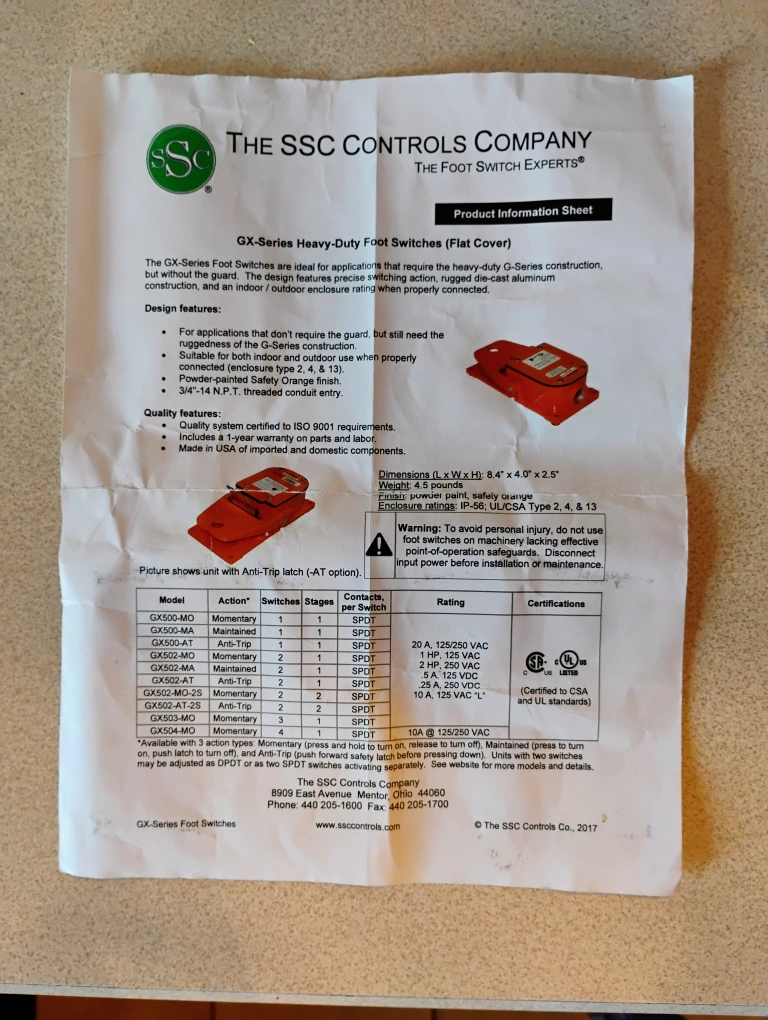 SSC
®
THE SSC CONTROLS COMPANY
THE FOOT SWITCH EXPERTS®
Product Information Sheet
GX-Series Heavy-Duty Foot Switches (Flat Cover)
The GX-Series Foot Switches are ideal for applications that require the heavy-duty G-Series construction,
but without the guard. The design features precise switching action, rugged die-cast aluminum
construction, and an indoor / outdoor enclosure rating when properly connected.
Design features:
• For applications that don't require the guard, but still need the
ruggedness of the G-Series construction.
• Suitable for both indoor and outdoor use when properly
connected (enclosure type 2, 4, & 13).
• Powder-painted Safety Orange finish.
• 3/4"-14 N.P.T. threaded conduit entry.
Quality features:
• Quality system certified to ISO 9001 requirements.
• Includes a 1-year warranty on parts and labor.
• Made in USA of imported and domestic components.
Dimensions (L x W x H): 8.4" x 4.0" x 2.5"
Weight: 4.5 pounds
Finish: powder paint, safety orange
Enclosure ratings: IP-56; UL/CSA Type 2, 4, & 13
Warning: To avoid personal injury, do not use
foot switches on machinery lacking effective
point-of-operation safeguards. Disconnect
input power before installation or maintenance.
Picture shows unit with Anti-Trip latch (-AT option).
Model Action* Switches Stages Contacts, per Switch Rating Certifications
GX500-MO Momentary 1 1 SPDT
GX500-MA Maintained 1 1 SPDT
GX500-AT Anti-Trip 1 1 SPDT
GX502-MO Momentary 2 1 SPDT
GX502-MA Maintained 2 1 SPDT
GX502-AT Anti-Trip 2 1 SPDT
GX502-MO-2S Momentary 2 2 SPDT
GX502-AT-2S Anti-Trip 2 2 SPDT
GX503-MO Momentary 3 1 SPDT
GX504-MO Momentary 4 1 SPDT 10A @ 125/250 VAC
20 A, 125/250 VAC
1 HP, 125 VAC
2 HP, 250 VAC
.5 A. 125 VDC
.25 A, 250 VDC
10 A, 125 VAC "L"
C US C UL US
LISTED
(Certified to CSA
and UL standards)
*Available with 3 action types: Momentary (press and hold to turn on, release to turn off), Maintained (press to turn
on, push latch to turn off), and Anti-Trip (push forward safety latch before pressing down). Units with two switches
may be adjusted as DPDT or as two SPDT switches activating separately. See website for more models and details.
The SSC Controls Company
8909 East Avenue Mentor, Ohio 44060
Phone: 440 205-1600 Fax: 440 205-1700
GX-Series Foot Switches www.ssccontrols.com © The SSC Controls Co., 2017